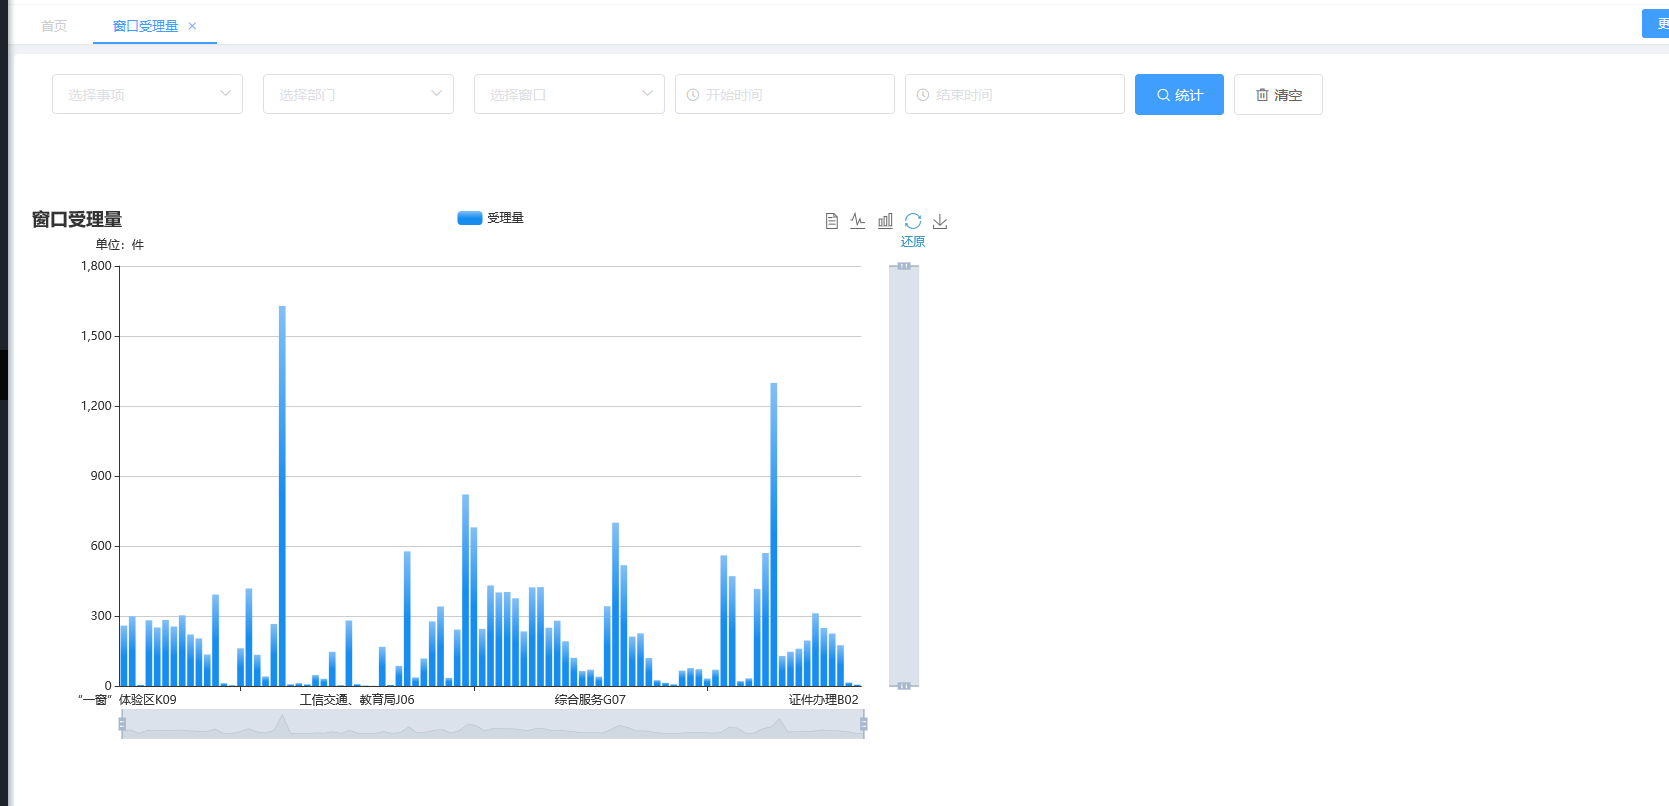 首页
窗口受理量
更
选择事项
选择部门
选择窗口
开始时间
结束时间
统计
清空
窗口受理量
受理量
还原
单位：件
1,800
1,500
1,200
900
600
300
0
“一窗”体验区K09
工信交通、教育局J06
综合服务G07
证件办理B02